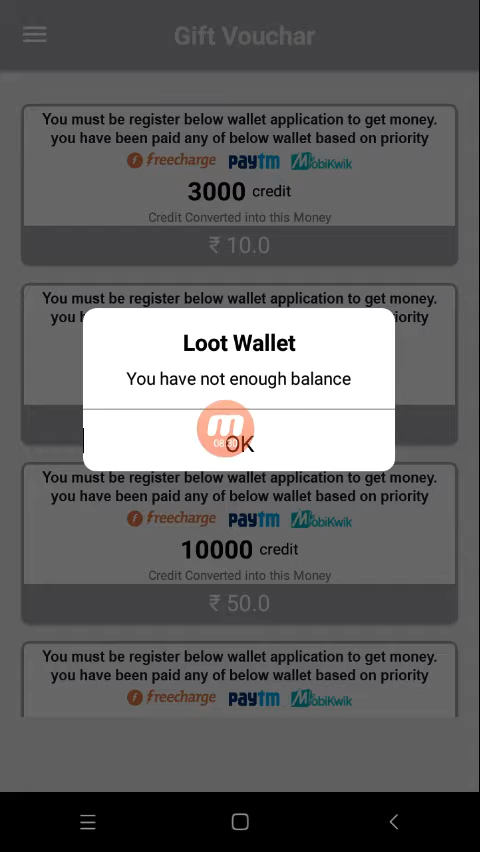 Gift Vouchar
You must be register below wallet application to get money.
you have been paid any of below wallet based on priority
freecharge paytm MobiKwik
3000 credit
Credit Converted into this Money
₹ 10.0
You must be register below wallet application to get money.
you h iority
Loot Wallet
You have not enough balance
08:30
OK
You must be register below wallet application to get money.
you have been paid any of below wallet based on priority
freecharge paytm MobiKwik
10000 credit
Credit Converted into this Money
₹ 50.0
You must be register below wallet application to get money.
you have been paid any of below wallet based on priority
freecharge paytm MobiKwik